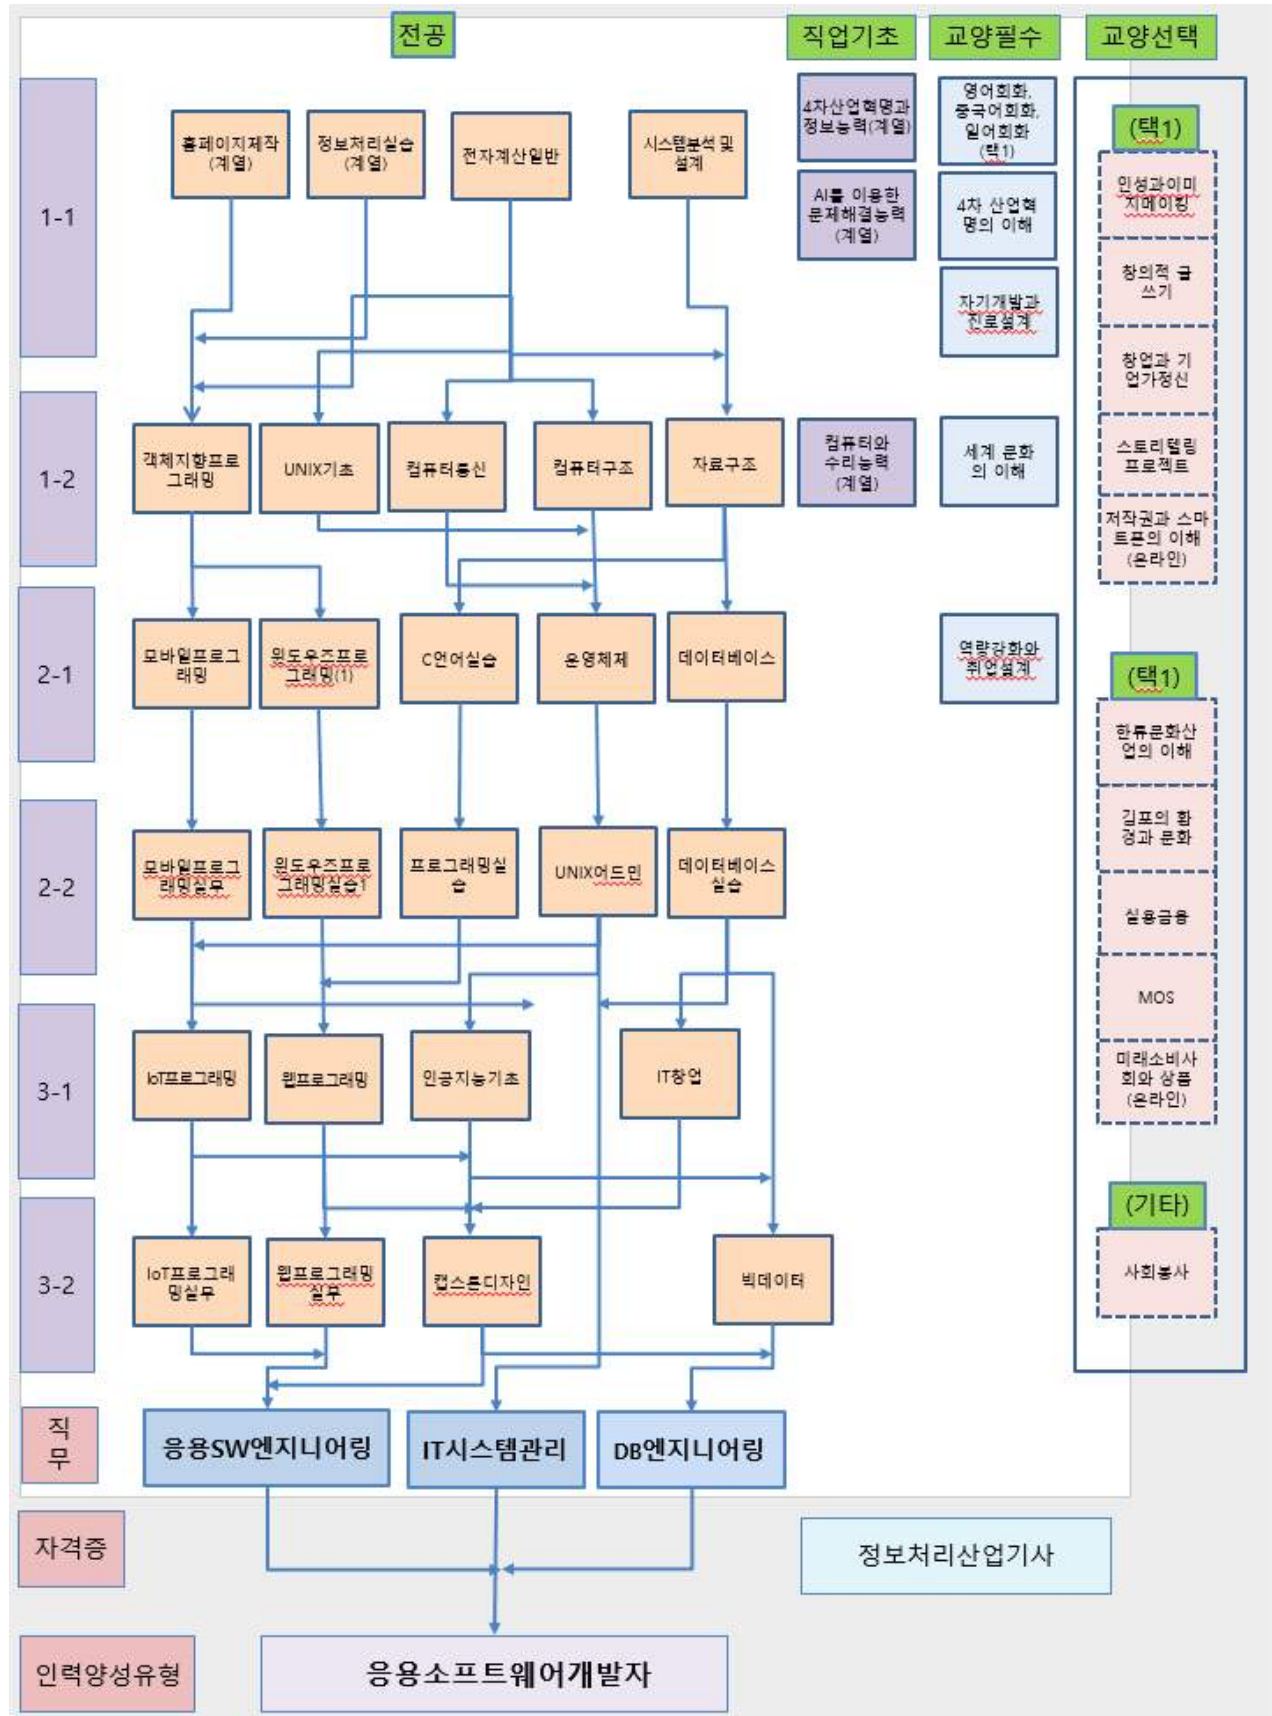 전공
직업기초
교양필수
교양선택
1-1
홈페이지제작
(계열)
정보처리실습
(계열)
전자계산일반
시스템분석 및
설계
4차산업혁명과
정보능력(계열)
영어회화,
중국어회화,
일어회화
(택1)
(택1)
인성과이미
지메이킹
AI를 이용한
문제해결능력
(계열)
4차 산업혁
명의 이해
창의적 글
쓰기
자기개발과
진로설계
창업과 기
업가정신
1-2
객체지향프로
그래밍
UNIX기초
컴퓨터통신
컴퓨터구조
자료구조
컴퓨터와
수리능력
(계열)
세계 문화
의 이해
스토리텔링
프로젝트
저작권과 스마
트폰의 이해
(온라인)
2-1
모바일프로그
래밍
윈도우즈프로
그래밍(1)
C언어실습
운영체제
데이터베이스
역량강화와
취업설계
(택1)
한류문화산
업의 이해
2-2
모바일프로그
래밍실무
윈도우즈프로
그래밍실습1
프로그래밍실
습
UNIX어드민
데이터베이스
실습
김포의 환
경과 문화
실용금융
MOS
3-1
IoT프로그래밍
웹프로그래밍
인공지능기초
IT창업
미래소비사
회와 상품
(온라인)
3-2
IoT프로그래
밍실무
웹프로그래밍
실무
캡스톤디자인
빅데이터
(기타)
사회봉사
직
무
응용SW엔지니어링
IT시스템관리
DB엔지니어링
자격증
정보처리산업기사
인력양성유형
응용소프트웨어개발자